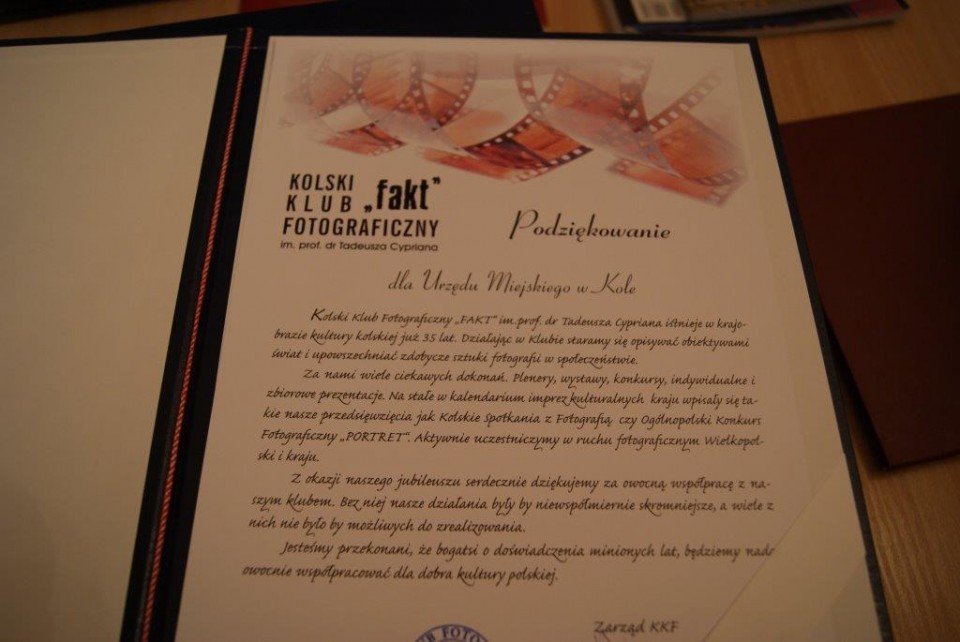 KOLSKI
KLUB „fakt”
FOTOGRAFICZNY
im. prof. dr Tadeusza Cypriana
Podziękowanie
dla Urzędu Miejskiego w Kole
Kolski Klub Fotograficzny „FAKT” im. prof. dr Tadeusza Cypriana istnieje w krajo-
brazie kultury kolskiej już 35 lat. Działając w Klubie staramy się opisywać obiektywami
świat i upowszechniać zdobycze sztuki fotografii w społeczeństwie.
Za nami wiele ciekawych dokonań. Plenery, wystawy, konkursy, indywidualne i
zbiorowe prezentacje. Na stałe w kalendarium imprez kulturalnych kraju wpisały się ta-
kie nasze przedsięwzięcia jak Kolskie Spotkania z Fotografią czy Ogólnopolski Konkurs
Fotograficzny „PORTRET”. Aktywnie uczestniczymy w ruchu fotograficznym Wielkopol-
ski i kraju.
Z okazji naszego jubileuszu serdecznie dziękujemy za owocną współpracę z na-
szym klubem. Bez niej nasze działania były by niewspółmiernie skromniejsze, a wiele z
nich nie było by możliwych do zrealizowania.
Jesteśmy przekonani, że bogatsi o doświadczenia minionych lat, będziemy nado
owocnie współpracować dla dobra kultury polskiej.
Zarząd KKF